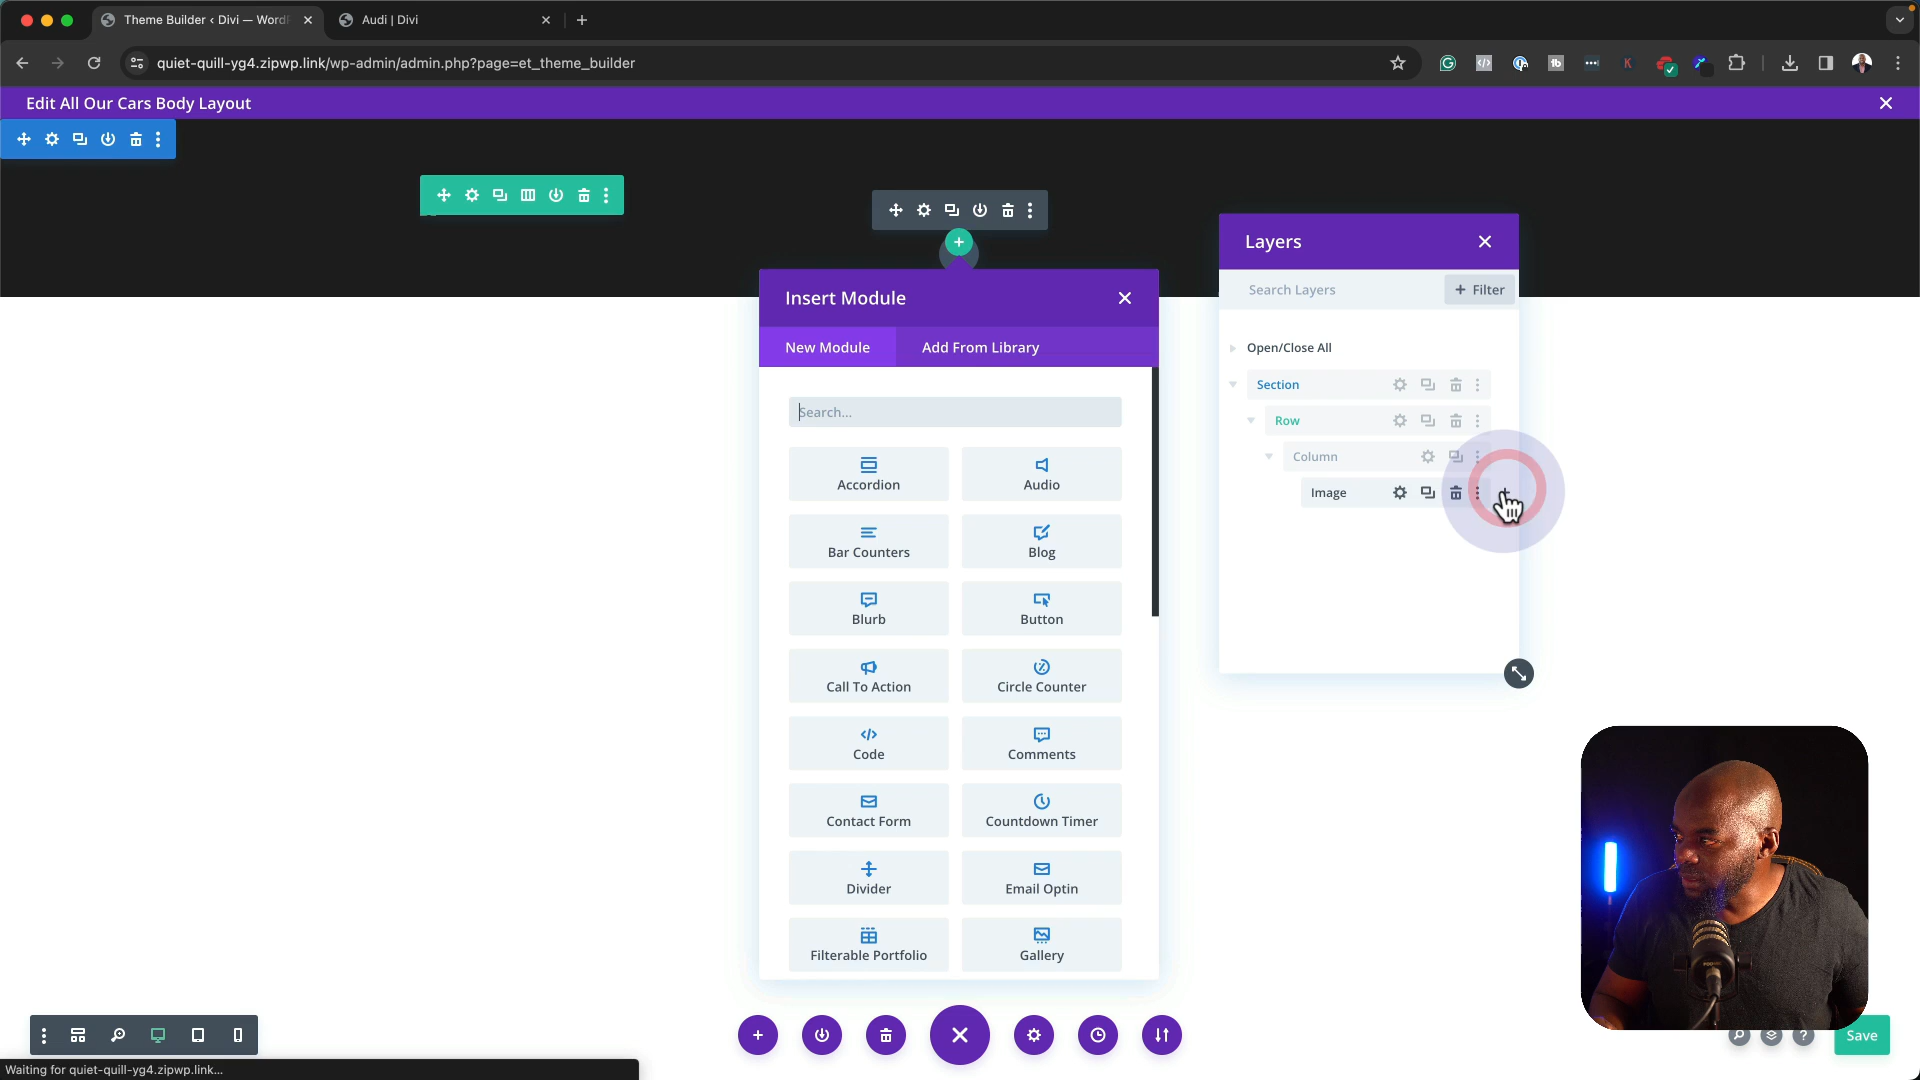 Theme Builder ‹ Divi — WordP
Audi | Divi
quiet-quill-yg4.zipwp.link/wp-admin/admin.php?page=et_theme_builder
Edit All Our Cars Body Layout
Layers
Search Layers
+ Filter
Open/Close All
Section
Row
Column
Image
Insert Module
New Module
Add From Library
Search...
Accordion
Audio
Bar Counters
Blog
Blurb
Button
Call To Action
Circle Counter
Code
Comments
Contact Form
Countdown Timer
Divider
Email Optin
Filterable Portfolio
Gallery
Save
Waiting for quiet-quill-yg4.zipwp.link...